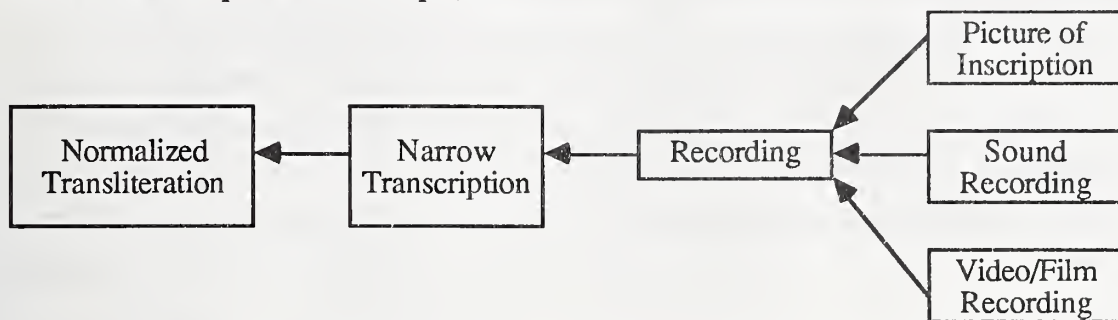 Picture of
Inscription
Normalized
Transliteration
Narrow
Transcription
Recording
Sound
Recording
Video/Film
Recording